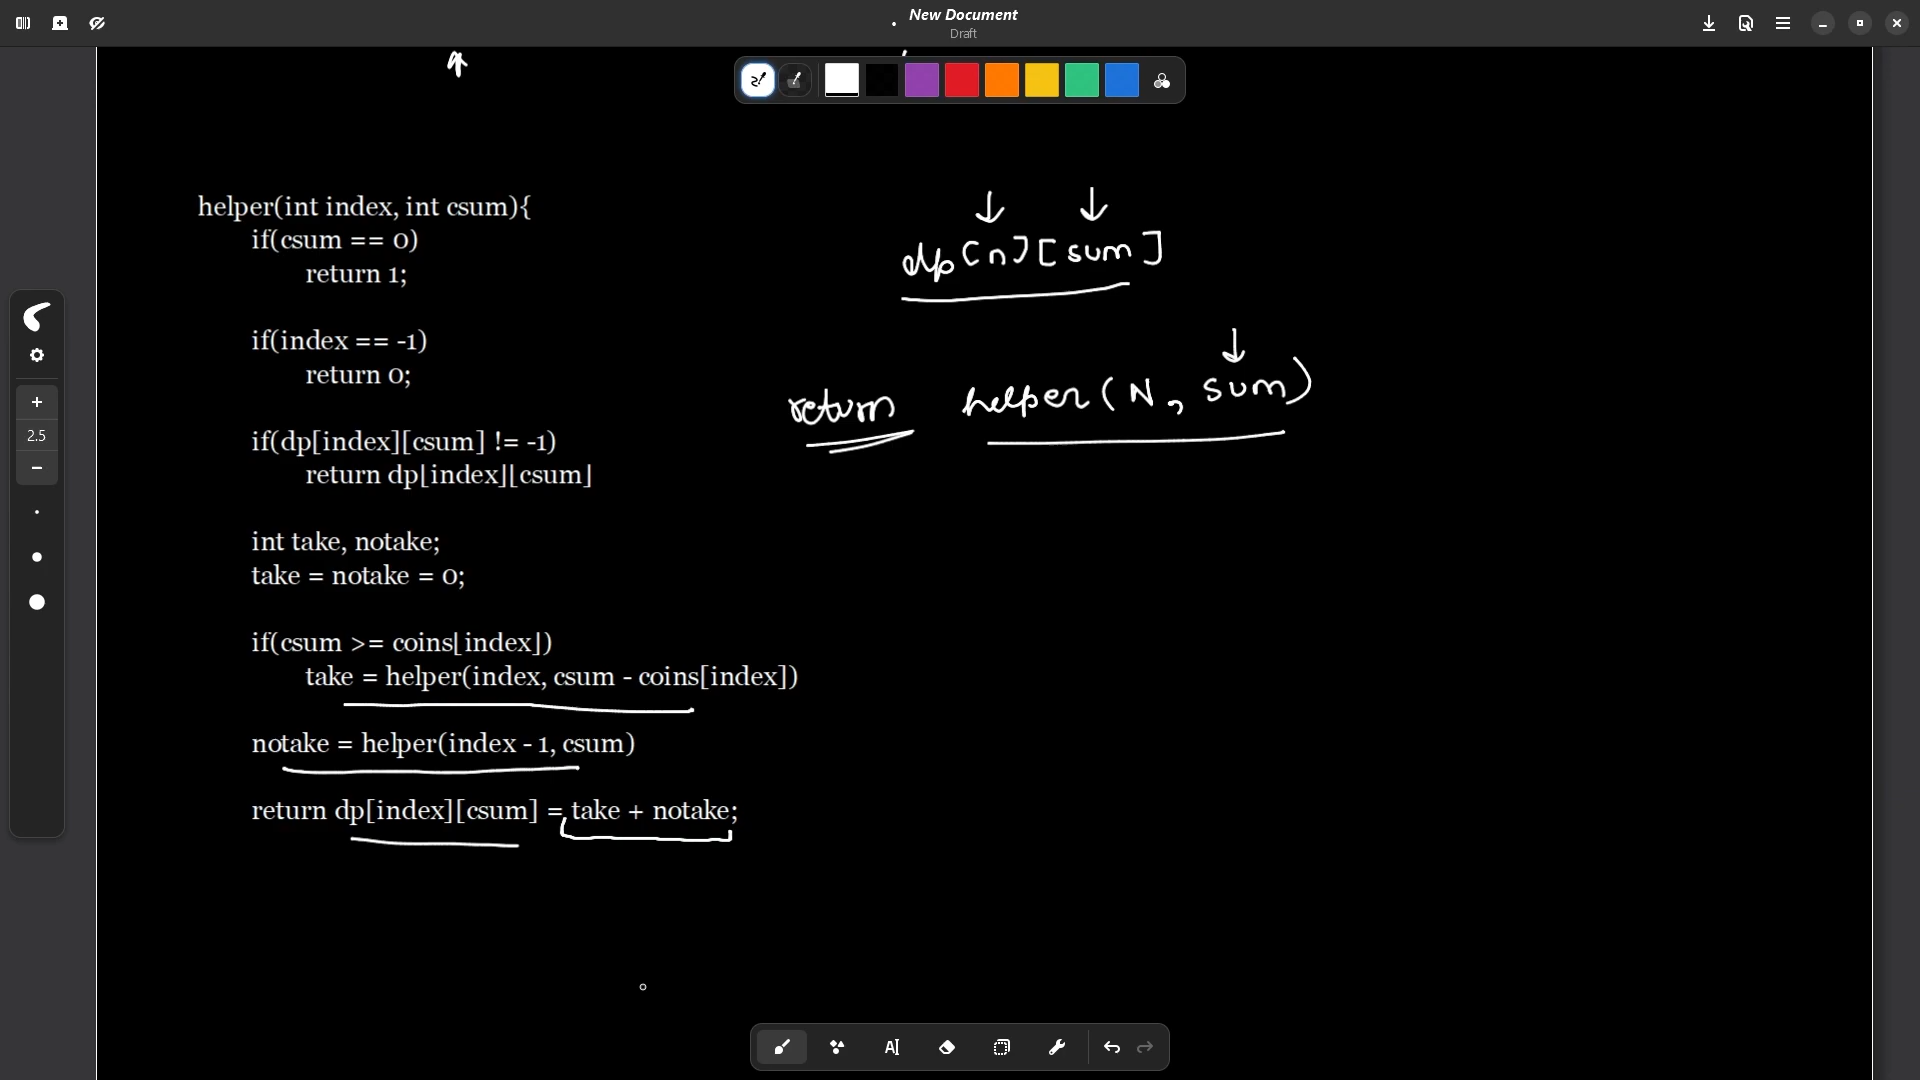 New Document
Draft
helper(int index, int csum){
if(csum == 0)
return 1;
if(index == -1)
return 0;
if(dp[index][csum] != -1)
return dp[index][csum]
int take, notake;
take = notake = 0;
if(csum >= coins[index])
take = helper(index, csum - coins[index])
notake = helper(index - 1, csum)
return dp[index][csum] = take + notake;
dp[n][sum]
return helper(N, sum)
2.5